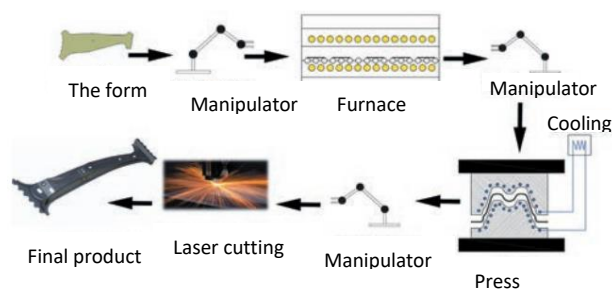 The form
Manipulator
Furnace
Manipulator
Cooling
Final product
Laser cutting
Manipulator
Press